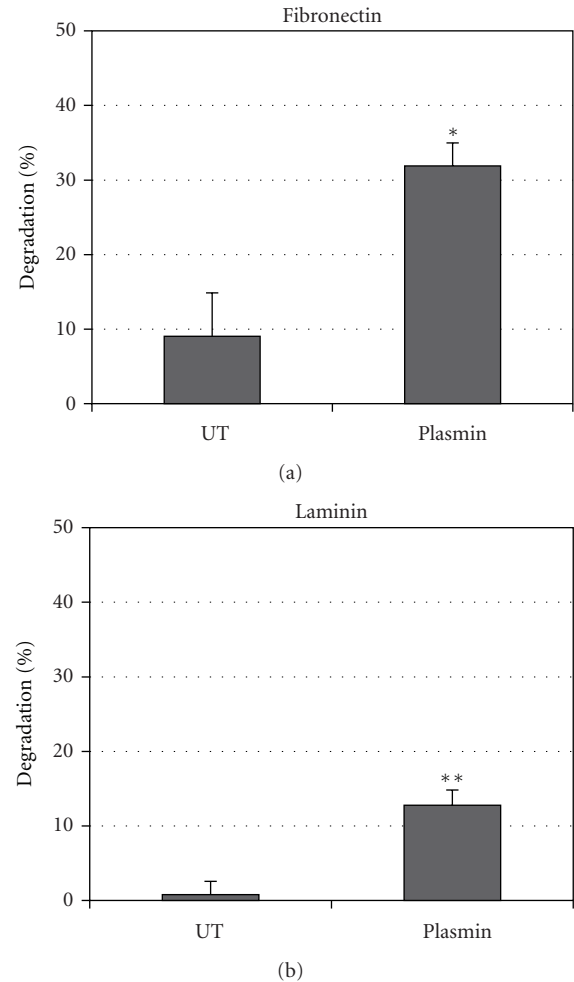 Fibronectin
50
40
30
20
10
0
Degradation (%)
*
UT
Plasmin
(a)
Laminin
50
40
30
20
10
0
Degradation (%)
**
UT
Plasmin
(b)